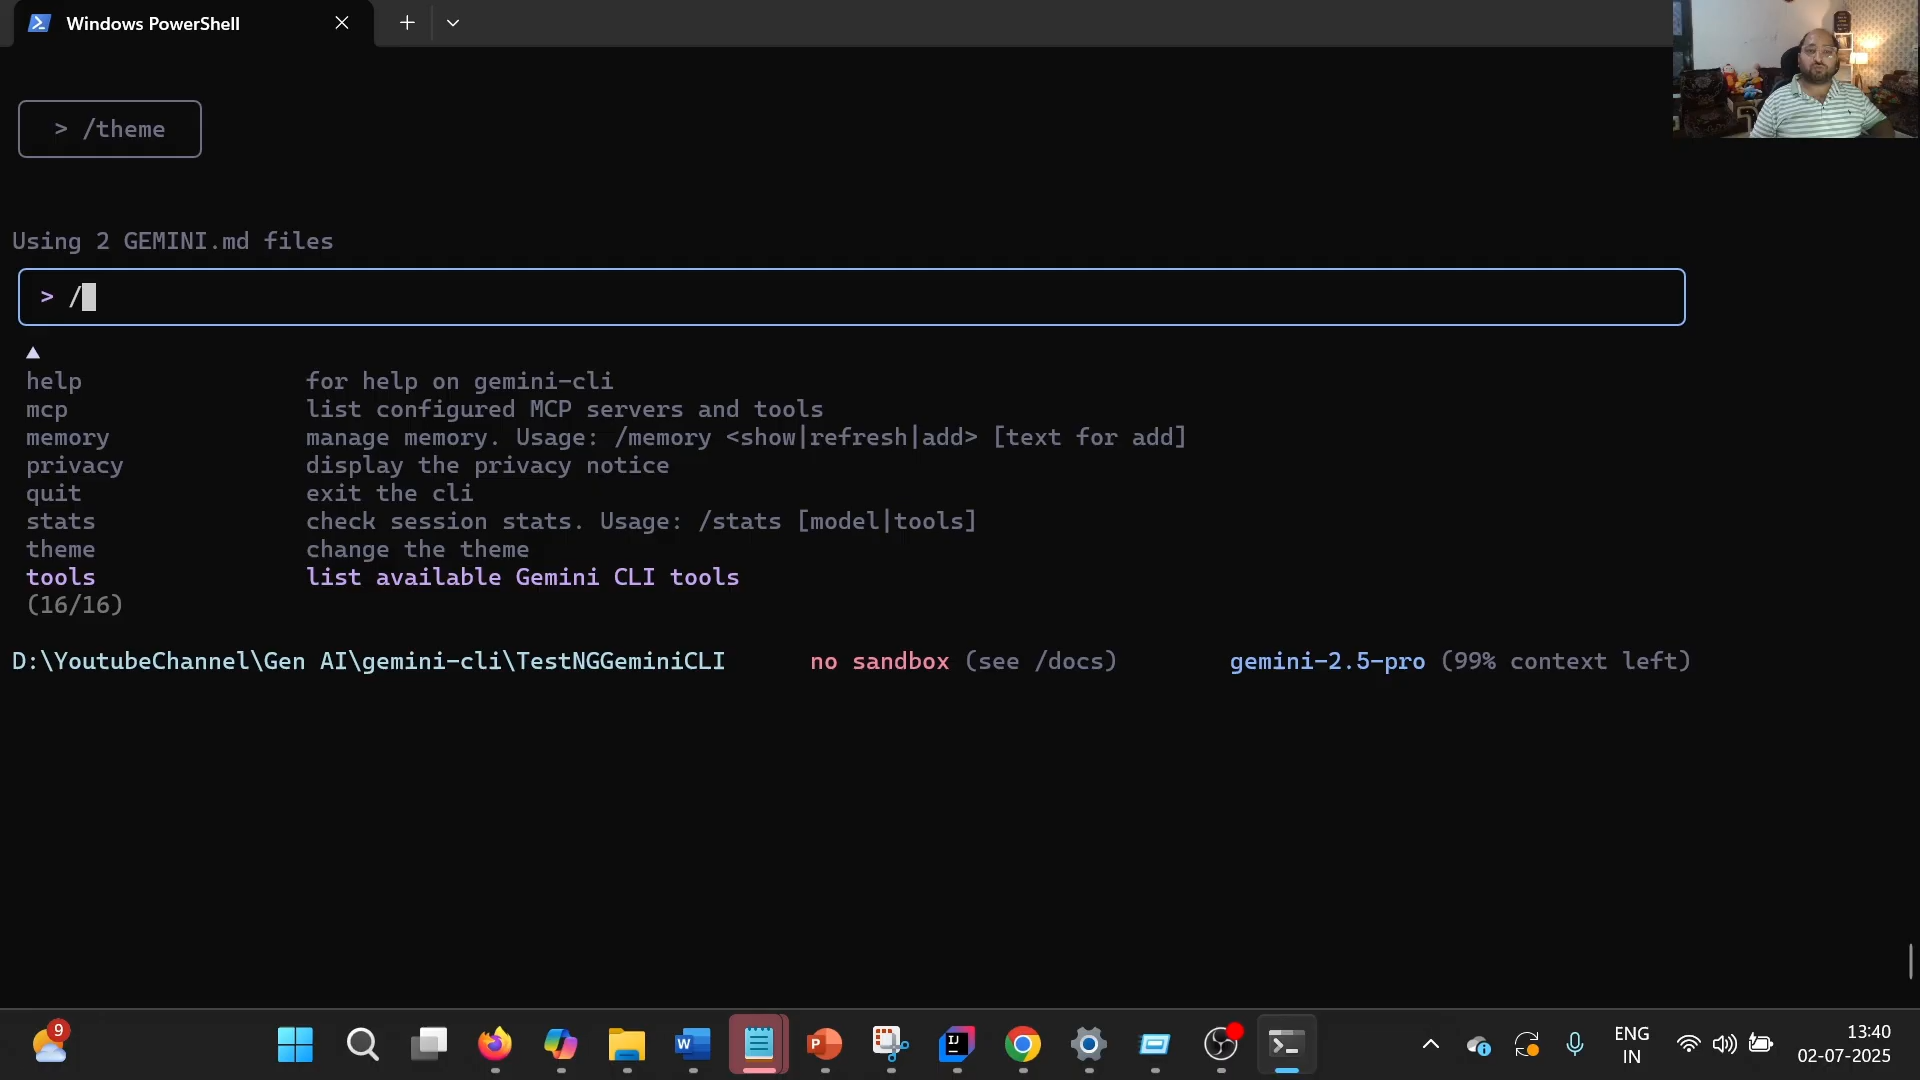 Windows PowerShell
> /theme
Using 2 GEMINI.md files
> /
▲
help for help on gemini-cli
mcp list configured MCP servers and tools
memory manage memory. Usage: /memory <show|refresh|add> [text for add]
privacy display the privacy notice
quit exit the cli
stats check session stats. Usage: /stats [model|tools]
theme change the theme
tools list available Gemini CLI tools
(16/16)
D:\YoutubeChannel\Gen AI\gemini-cli\TestNGGeminiCLI no sandbox (see /docs) gemini-2.5-pro (99% context left)
9
ENG
IN
13:40
02-07-2025